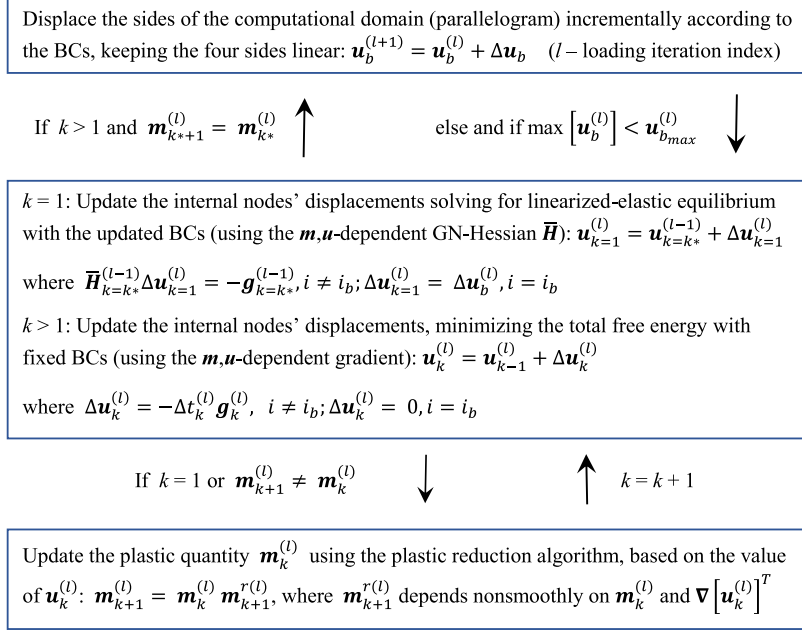 Displace the sides of the computational domain (parallelogram) incrementally according to
the BCs, keeping the four sides linear: 𝒖_b^{(l+1)} = 𝒖_b^{(l)} + Δ𝒖_b (l – loading iteration index)
If k > 1 and 𝒎_{k*+1}^{(l)} = 𝒎_{k*}^{(l)} ↑ else and if max [𝒖_b^{(l)}] < 𝒖_{b_{max}}^{(l)} ↓
k = 1: Update the internal nodes’ displacements solving for linearized-elastic equilibrium
with the updated BCs (using the 𝒎,𝒖-dependent GN-Hessian H̅): 𝒖_{k=1}^{(l)} = 𝒖_{k=k*}^{(l-1)} + Δ𝒖_{k=1}^{(l)}
where H̅_{k=k*}^{(l-1)}Δ𝒖_{k=1}^{(l)} = −𝒈_{k=k*}^{(l-1)}, i ≠ i_b; Δ𝒖_{k=1}^{(l)} = Δ𝒖_b^{(l)}, i = i_b
k > 1: Update the internal nodes’ displacements, minimizing the total free energy with
fixed BCs (using the 𝒎,𝒖-dependent gradient): 𝒖_k^{(l)} = 𝒖_{k-1}^{(l)} + Δ𝒖_k^{(l)}
where Δ𝒖_k^{(l)} = −Δt_k^{(l)}𝒈_k^{(l)}, i ≠ i_b; Δ𝒖_k^{(l)} = 0, i = i_b
If k = 1 or 𝒎_{k+1}^{(l)} ≠ 𝒎_k^{(l)} ↓ ↑ k = k + 1
Update the plastic quantity 𝒎_k^{(l)} using the plastic reduction algorithm, based on the value
of 𝒖_k^{(l)}: 𝒎_{k+1}^{(l)} = 𝒎_k^{(l)} 𝒎_{k+1}^{r(l)}, where 𝒎_{k+1}^{r(l)} depends nonsmoothly on 𝒎_k^{(l)} and 𝛁[𝒖_k^{(l)}]^T